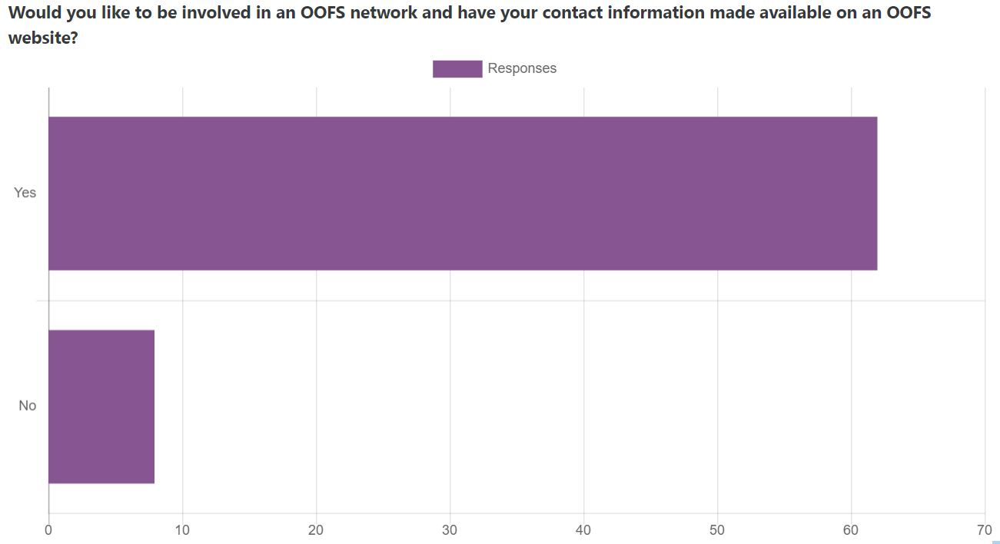 Would you like to be involved in an OOFS network and have your contact information made available on an OOFS
website?
Responses
Yes
No
0 10 20 30 40 50 60 70